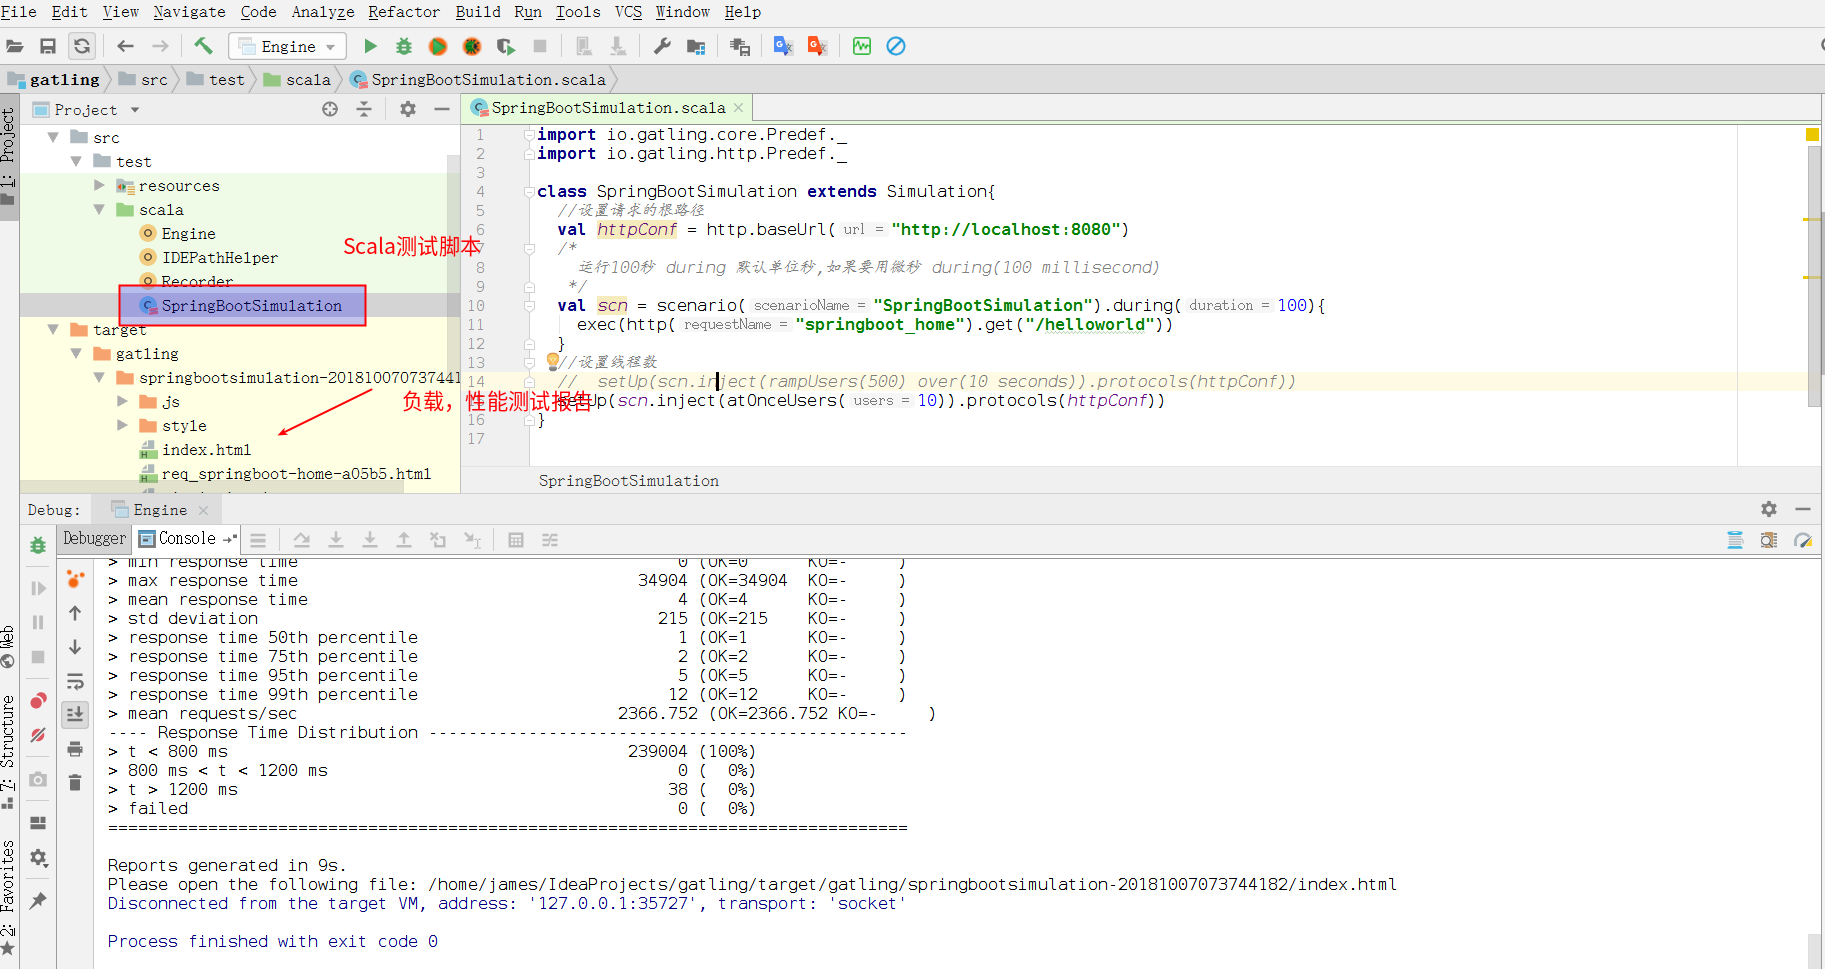 File Edit View Navigate Code Analyze Refactor Build Run Tools VCS Window Help
Engine
gatling src test scala SpringBootSimulation.scala
Project
SpringBootSimulation.scala
1: Project
src
test
resources
scala
Engine
IDEPathHelper
Recorder
SpringBootSimulation
target
gatling
springbootsimulation-201810070737441
js
style
index.html
req_springboot-home-a05b5.html
Scala测试脚本
负载，性能测试报告
1 import io.gatling.core.Predef._
2 import io.gatling.http.Predef._
3
4 class SpringBootSimulation extends Simulation{
5 //设置请求的根路径
6 val httpConf = http.baseUrl( url = "http://localhost:8080")
7 /*
8 运行100秒 during 默认单位秒,如果要用微秒 during(100 millisecond)
9 */
10 val scn = scenario( scenarioName = "SpringBootSimulation").during( duration = 100){
11 exec(http( requestName = "springboot_home").get("/helloworld"))
12 }
13 //设置线程数
14 // setUp(scn.inject(rampUsers(500) over(10 seconds)).protocols(httpConf))
setUp(scn.inject(atOnceUsers( users = 10)).protocols(httpConf))
16 }
17
SpringBootSimulation
Debug: Engine
Debugger Console
> min response time 0 (OK=0 KO=- )
> max response time 34904 (OK=34904 KO=- )
> mean response time 4 (OK=4 KO=- )
> std deviation 215 (OK=215 KO=- )
> response time 50th percentile 1 (OK=1 KO=- )
> response time 75th percentile 2 (OK=2 KO=- )
> response time 95th percentile 5 (OK=5 KO=- )
> response time 99th percentile 12 (OK=12 KO=- )
> mean requests/sec 2366.752 (OK=2366.752 KO=- )
---- Response Time Distribution ------------------------------------------------
> t < 800 ms 239004 (100%)
> 800 ms < t < 1200 ms 0 ( 0%)
> t > 1200 ms 38 ( 0%)
> failed 0 ( 0%)
================================================================================
Reports generated in 9s.
Please open the following file: /home/james/IdeaProjects/gatling/target/gatling/springbootsimulation-20181007073744182/index.html
Disconnected from the target VM, address: '127.0.0.1:35727', transport: 'socket'
Process finished with exit code 0
Web
7: Structure
2: Favorites